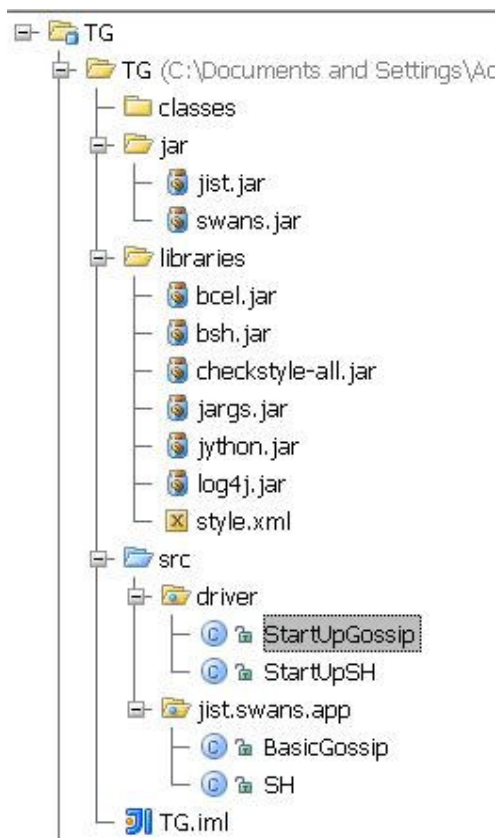 TG
TG (C:\Documents and Settings\Ad
classes
jar
jist.jar
swans.jar
libraries
bcel.jar
bsh.jar
checkstyle-all.jar
jargs.jar
jython.jar
log4j.jar
style.xml
src
driver
StartUpGossip
StartUpSH
jist.swans.app
BasicGossip
SH
TG.iml